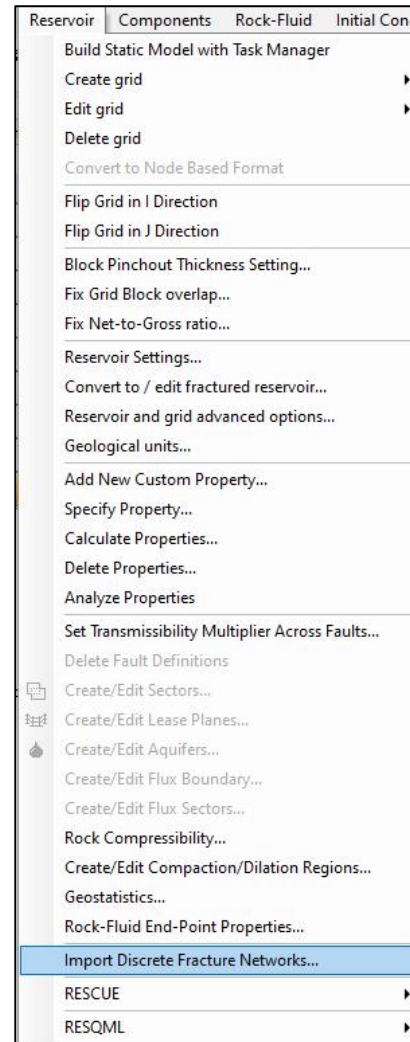 Reservoir Components Rock-Fluid Initial Con
Build Static Model with Task Manager
Create grid
Edit grid
Delete grid
Convert to Node Based Format
Flip Grid in I Direction
Flip Grid in J Direction
Block Pinchout Thickness Setting...
Fix Grid Block overlap...
Fix Net-to-Gross ratio...
Reservoir Settings...
Convert to / edit fractured reservoir...
Reservoir and grid advanced options...
Geological units...
Add New Custom Property...
Specify Property...
Calculate Properties...
Delete Properties...
Analyze Properties
Set Transmissibility Multiplier Across Faults...
Delete Fault Definitions
Create/Edit Sectors...
Create/Edit Lease Planes...
Create/Edit Aquifers...
Create/Edit Flux Boundary...
Create/Edit Flux Sectors...
Rock Compressibility...
Create/Edit Compaction/Dilation Regions...
Geostatistics...
Rock-Fluid End-Point Properties...
Import Discrete Fracture Networks...
RESCUE
RESQML